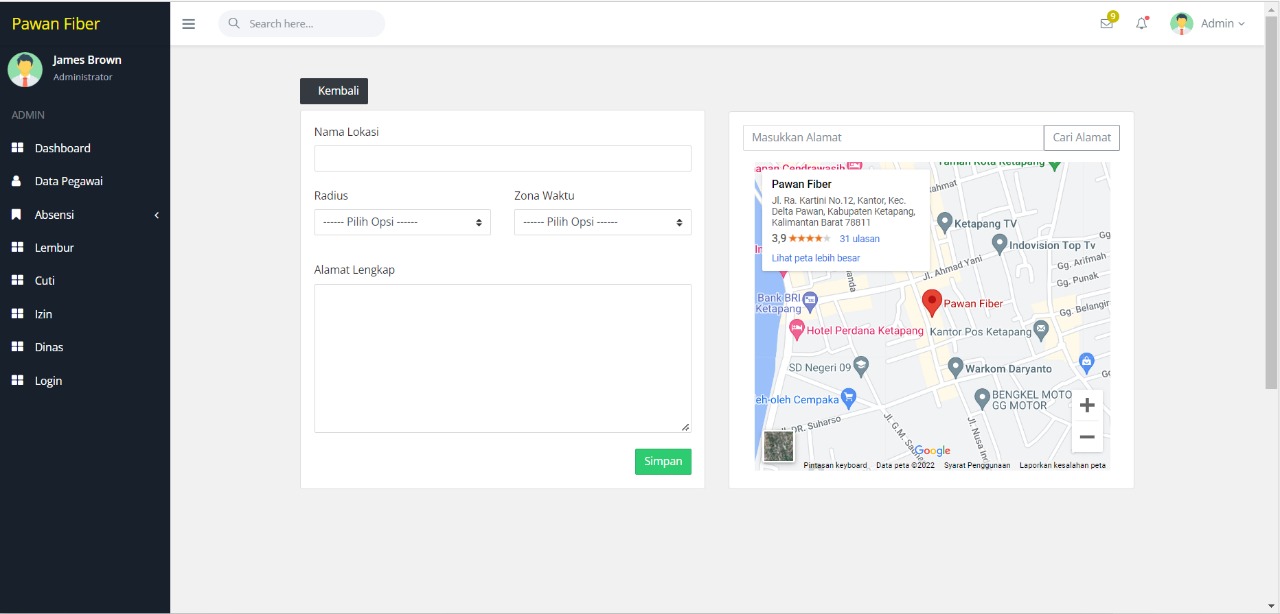 Pawan Fiber
Search here...
9
Admin
James Brown
Administrator
ADMIN
Dashboard
Data Pegawai
Absensi
Lembur
Cuti
Izin
Dinas
Login
Kembali
Nama Lokasi
Radius
Zona Waktu
------ Pilih Opsi ------
------ Pilih Opsi ------
Alamat Lengkap
Simpan
Masukkan Alamat
Cari Alamat
Pawan Fiber
Jl. Ra. Kartini No.12, Kantor, Kec.
Delta Pawan, Kabupaten Ketapang,
Kalimantan Barat 78811
3,9
31 ulasan
Lihat peta lebih besar
Taman Kota Ketapang
Ketapang TV
Indovision Top Tv
Gg. Arifmah
Gg. Punak
Jl. Ahmad Yani
Gg. Belangir
Bank BRI
Ketapang
Pawan Fiber
Hotel Perdana Ketapang
Kantor Pos Ketapang
SD Negeri 09
Warkom Daryanto
eh-oleh Cempaka
BENGKEL MOTO
GG MOTOR
DR. Suharso
Jl. G.M. Sa
Jl. Nusa In
Google
Pintasan keyboard
Data peta ©2022
Syarat Penggunaan
Laporkan kesalahan peta